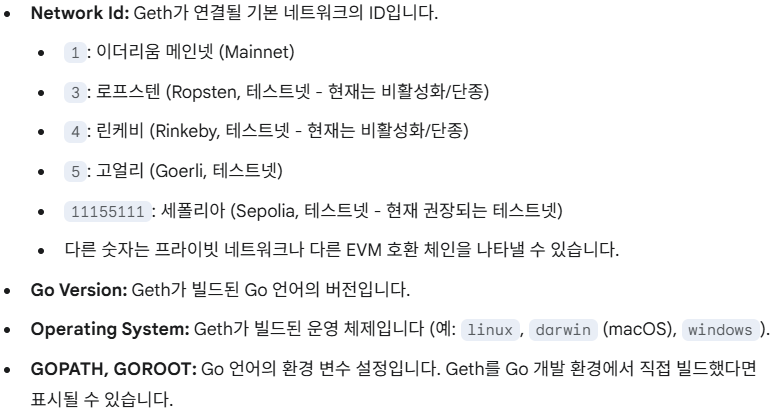 Network Id: Geth가 연결될 기본 네트워크의 ID입니다.
1: 이더리움 메인넷 (Mainnet)
3: 로프스텐 (Ropsten, 테스트넷 - 현재는 비활성화/단종)
4: 린케비 (Rinkeby, 테스트넷 - 현재는 비활성화/단종)
5: 고얼리 (Goerli, 테스트넷)
11155111: 세폴리아 (Sepolia, 테스트넷 - 현재 권장되는 테스트넷)
다른 숫자는 프라이빗 네트워크나 다른 EVM 호환 체인을 나타낼 수 있습니다.
Go Version: Geth가 빌드된 Go 언어의 버전입니다.
Operating System: Geth가 빌드된 운영 체제입니다 (예: linux, darwin (macOS), windows).
GOPATH, GOROOT: Go 언어의 환경 변수 설정입니다. Geth를 Go 개발 환경에서 직접 빌드했다면
표시될 수 있습니다.